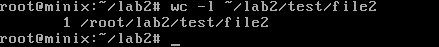 root@minix:~/lab2# wc -l ~/lab2/test/file2
       1 /root/lab2/test/file2
root@minix:~/lab2# _